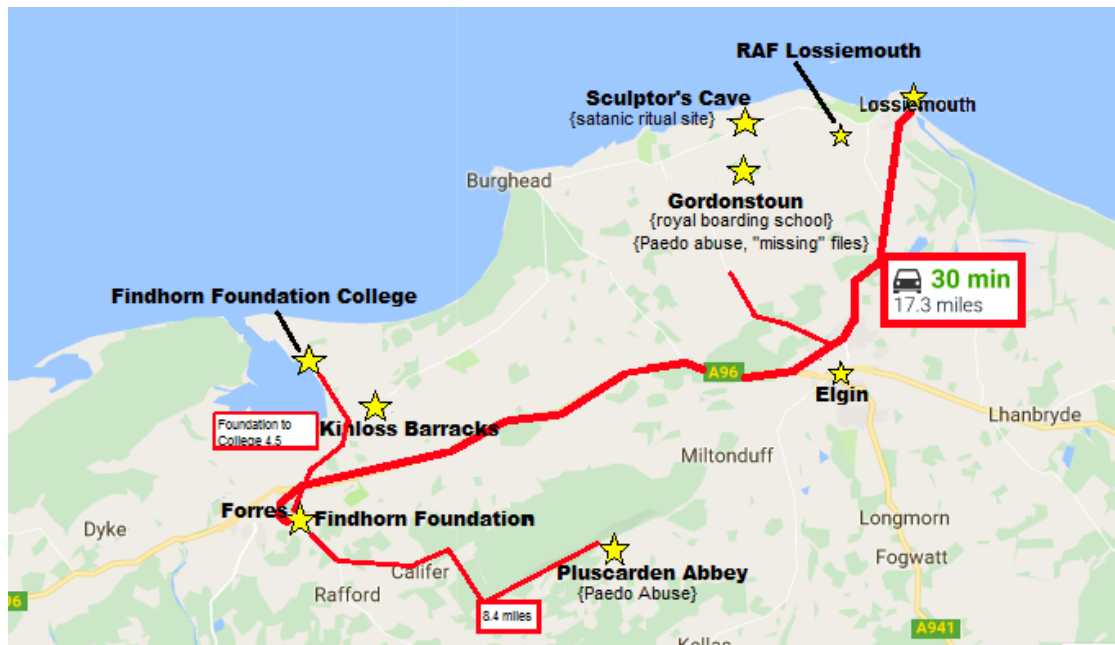 RAF Lossiemouth
Sculptor's Cave
{satanic ritual site}
Lossiemouth
Burghead
Gordonstoun
{royal boarding school}
{Paedo abuse, "missing" files}
30 min
17.3 miles
Findhorn Foundation College
A96
Elgin
Lhanbryde
Foundation to
College 4.5
Kinloss Barracks
Miltonduff
Forres
Findhorn Foundation
Dyke
Longmorn
Fogwatt
Califer
Pluscarden Abbey
{Paedo Abuse}
Rafford
96
8.4 miles
A941